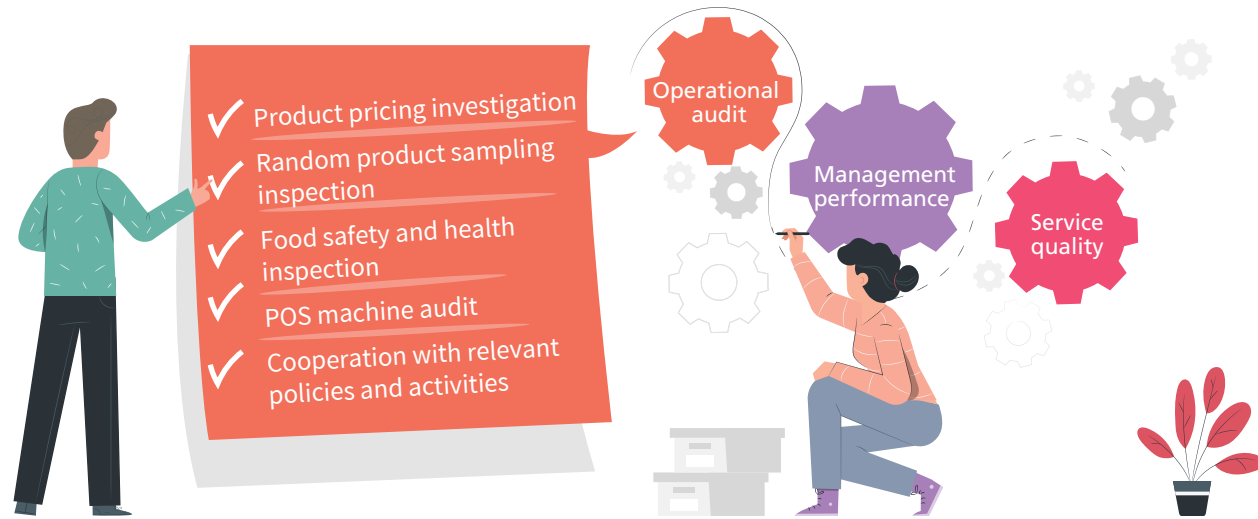 Product pricing investigation
Random product sampling
inspection
Food safety and health
inspection
POS machine audit
Cooperation with relevant
policies and activities
Operational
audit
Management
performance
Service
quality